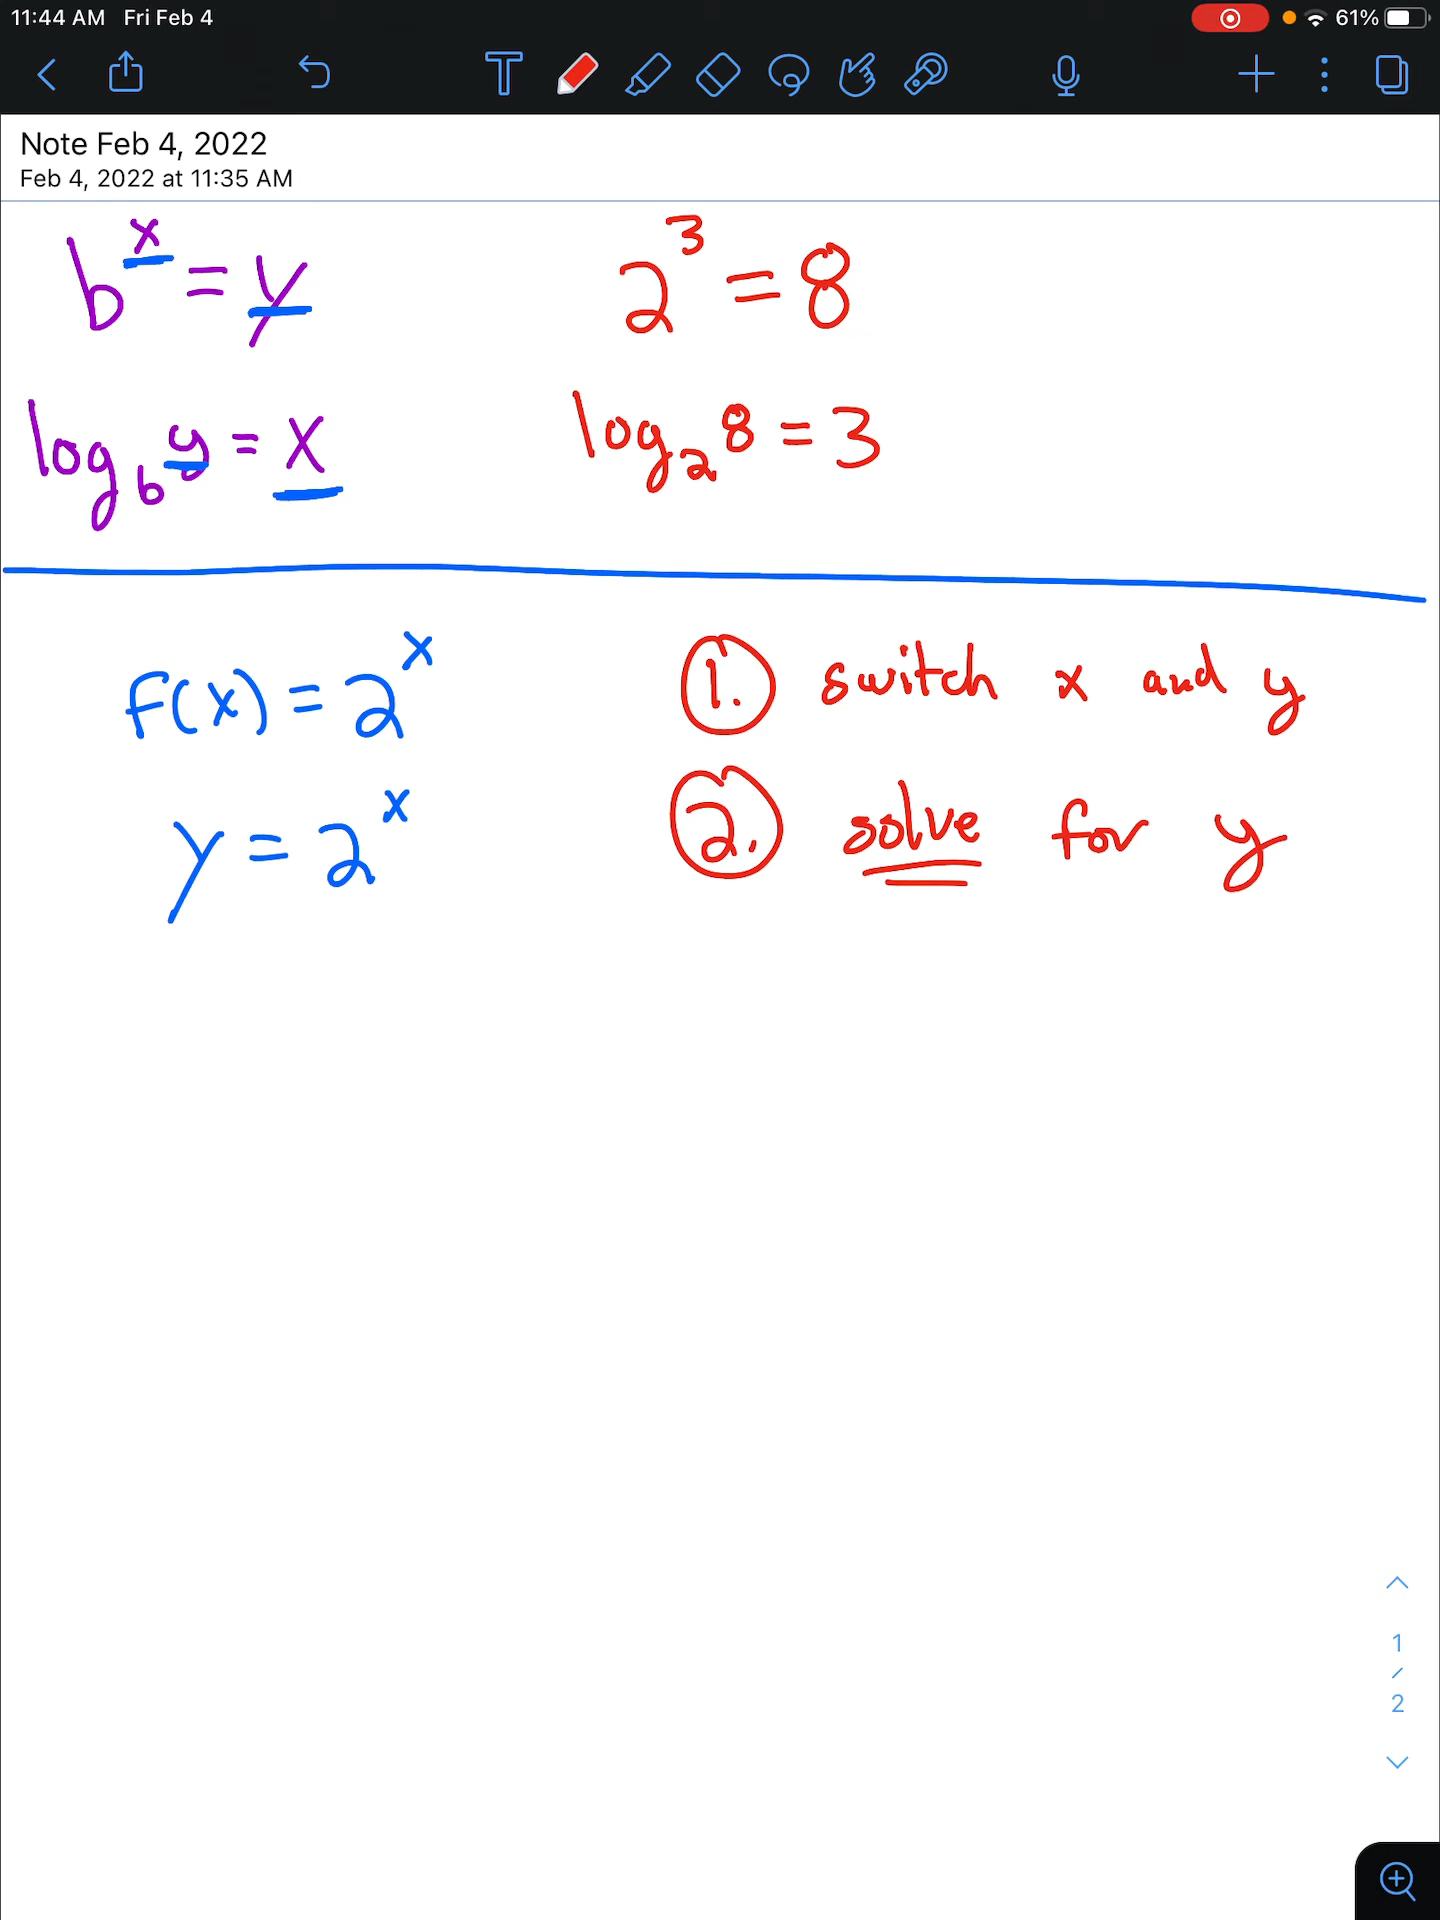 11:44 AM Fri Feb 4 61%
T
Note Feb 4, 2022
Feb 4, 2022 at 11:35 AM
b^x = y
2^3 = 8
log_b y = x
log_2 8 = 3
f(x) = 2^x
1. switch x and y
y = 2^x
2. solve for y
1
/
2